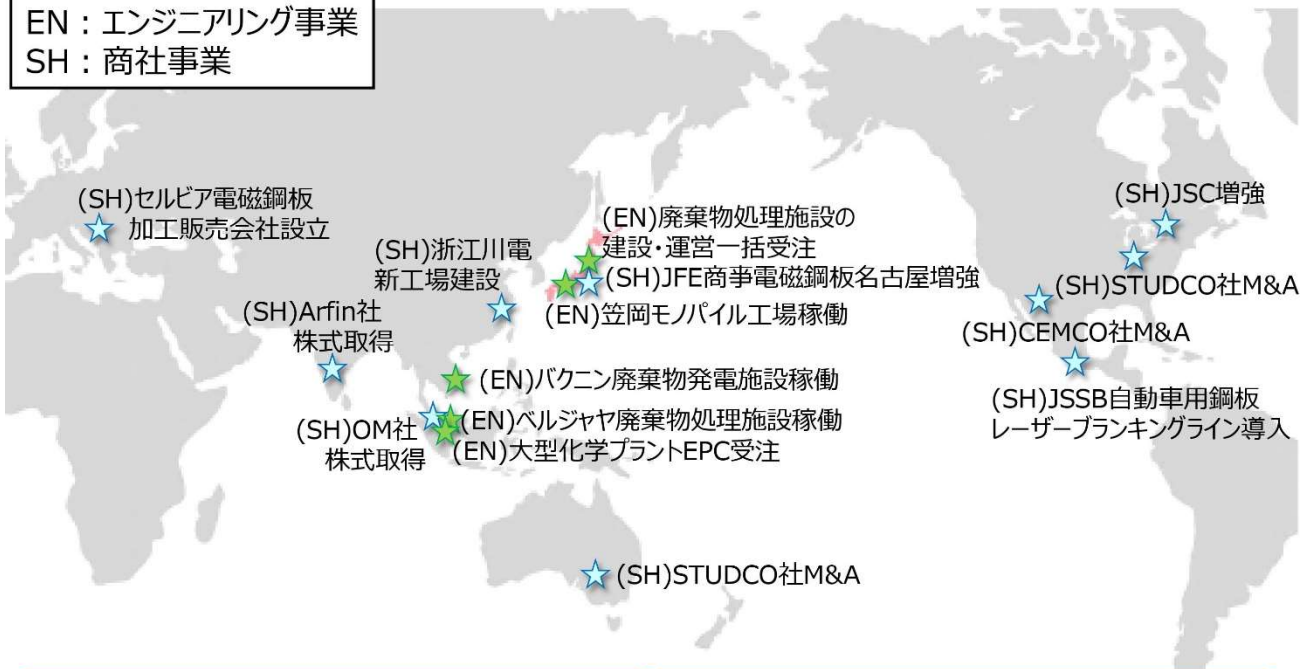 EN：エンジニアリング事業
SH：商社事業
(SH)セルビア電磁鋼板
加工販売会社設立
(SH)浙江川電
新工場建設
(SH)Arfin社
株式取得
(EN)廃棄物処理施設の
建設・運営一括受注
(SH)JFE商事電磁鋼板名古屋増強
(EN)笠岡モノパイル工場稼働
(EN)バクニン廃棄物発電施設稼働
(EN)ベルジャヤ廃棄物処理施設稼働
(SH)OM社
株式取得
(EN)大型化学プラントEPC受注
(SH)STUDCO社M&A
(SH)JSC増強
(SH)STUDCO社M&A
(SH)CEMCO社M&A
(SH)JSSB自動車用鋼板
レーザーブランキングライン導入